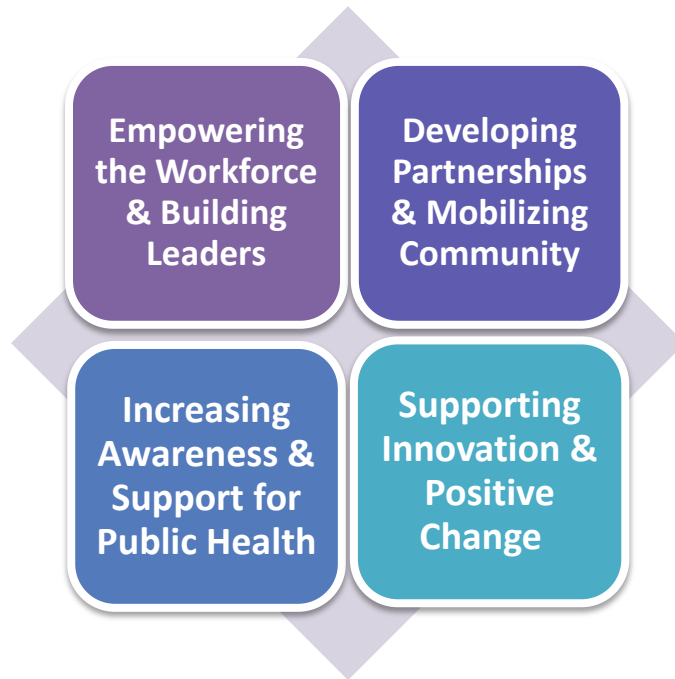 Empowering
the Workforce
& Building
Leaders
Developing
Partnerships
& Mobilizing
Community
Increasing
Awareness &
Support for
Public Health
Supporting
Innovation &
Positive
Change